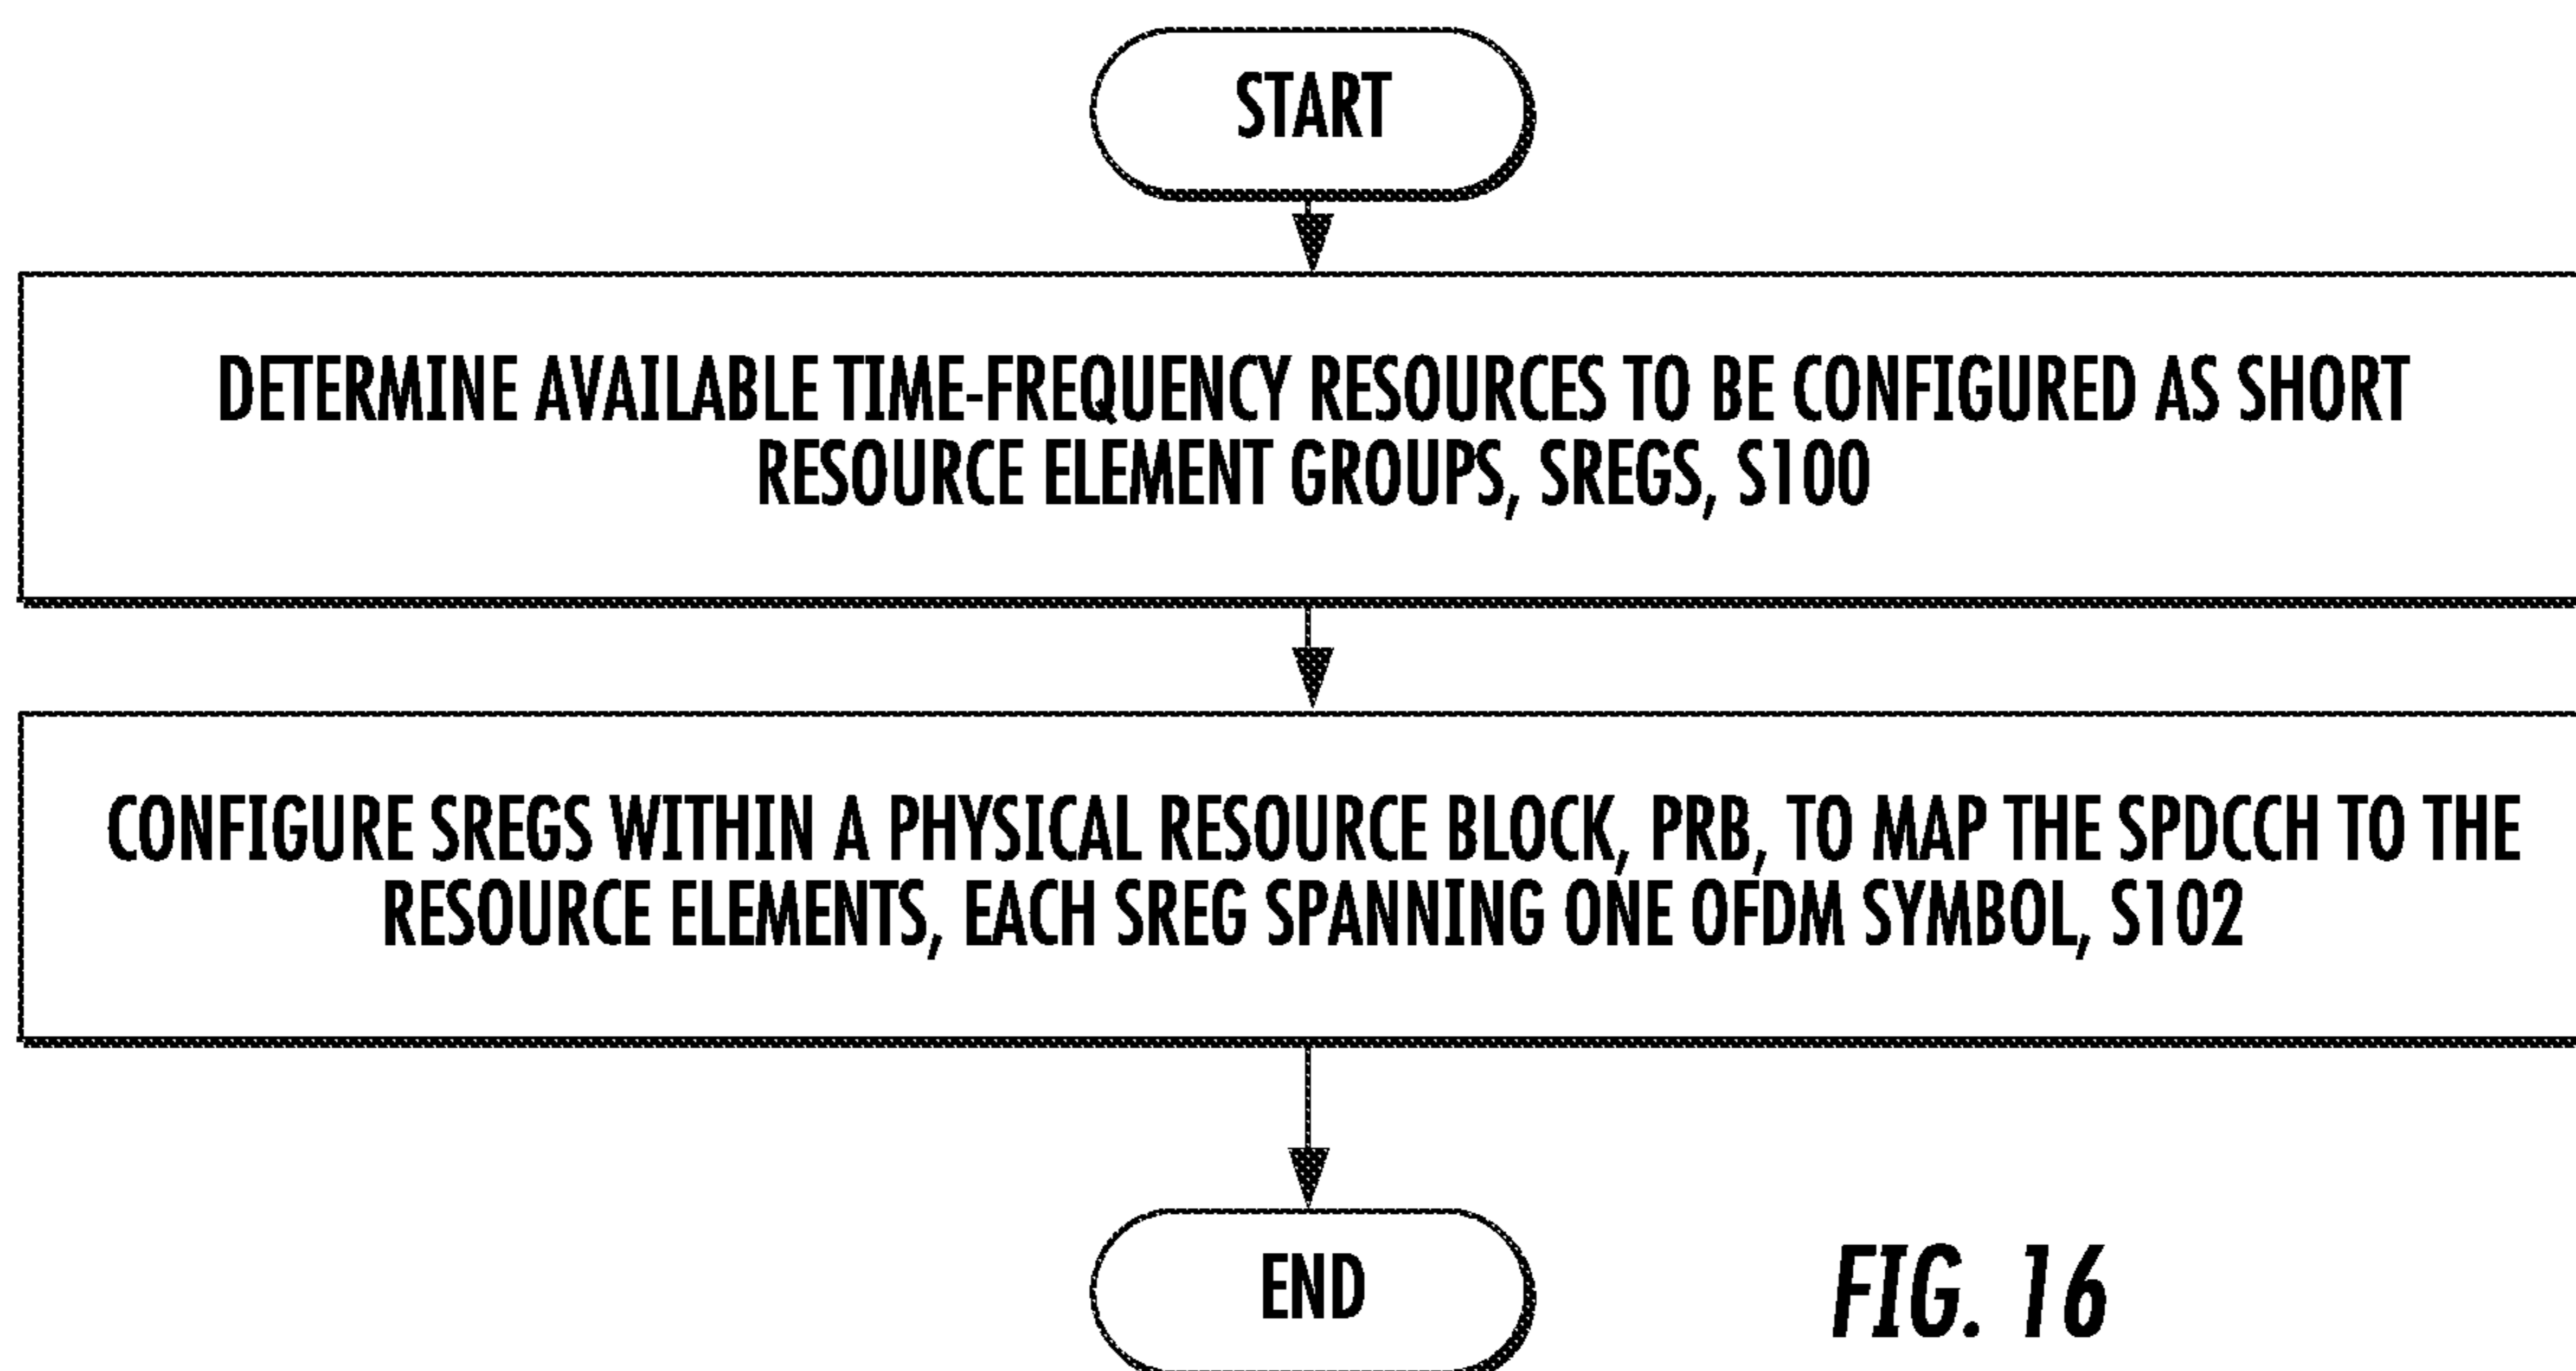 START
DETERMINE AVAILABLE TIME-FREQUENCY RESOURCES TO BE CONFIGURED AS SHORT
RESOURCE ELEMENT GROUPS, SREGS, S100
CONFIGURE SREGS WITHIN A PHYSICAL RESOURCE BLOCK, PRB, TO MAP THE SPDCCH TO THE
RESOURCE ELEMENTS, EACH SREG SPANNING ONE OFDM SYMBOL, S102
END
FIG. 16